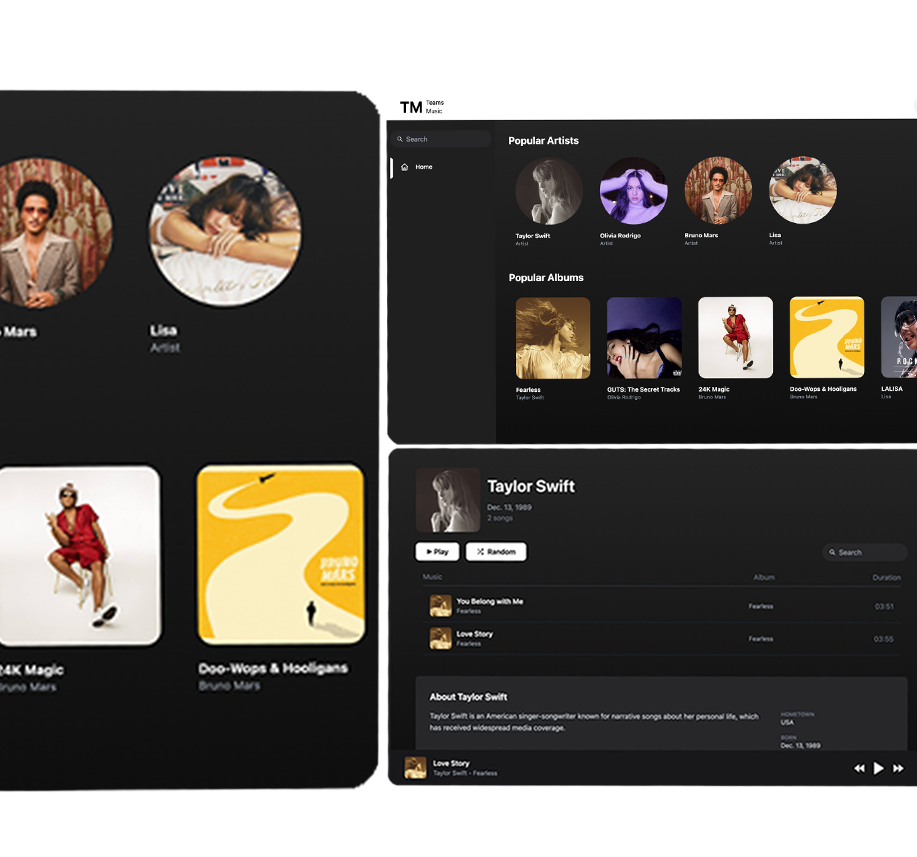 Mars
Lisa
Artist
24K Magic
Bruno Mars
Doo-Wops & Hooligans
Bruno Mars
BRUNO
MARS
TM Teams
Music
Search
Home
Popular Artists
Taylor Swift
Artist
Olivia Rodrigo
Artist
Bruno Mars
Artist
Lisa
Artist
Popular Albums
Fearless
Taylor Swift
GUTS: The Secret Tracks
Olivia Rodrigo
24K Magic
Bruno Mars
Doo-Wops & Hooligans
Bruno Mars
BRUNO
MARS
LALISA
Lisa
Taylor Swift
Dec. 13, 1989
2 songs
Play
Random
Search
Music Album Duration
You Belong with Me
Fearless
Fearless
03:51
Love Story
Fearless
Fearless
03:55
About Taylor Swift
Taylor Swift is an American singer-songwriter known for narrative songs about her personal life, which
has received widespread media coverage.
HOMETOWN
USA
BORN
Dec. 13, 1989
Love Story
Taylor Swift - Fearless